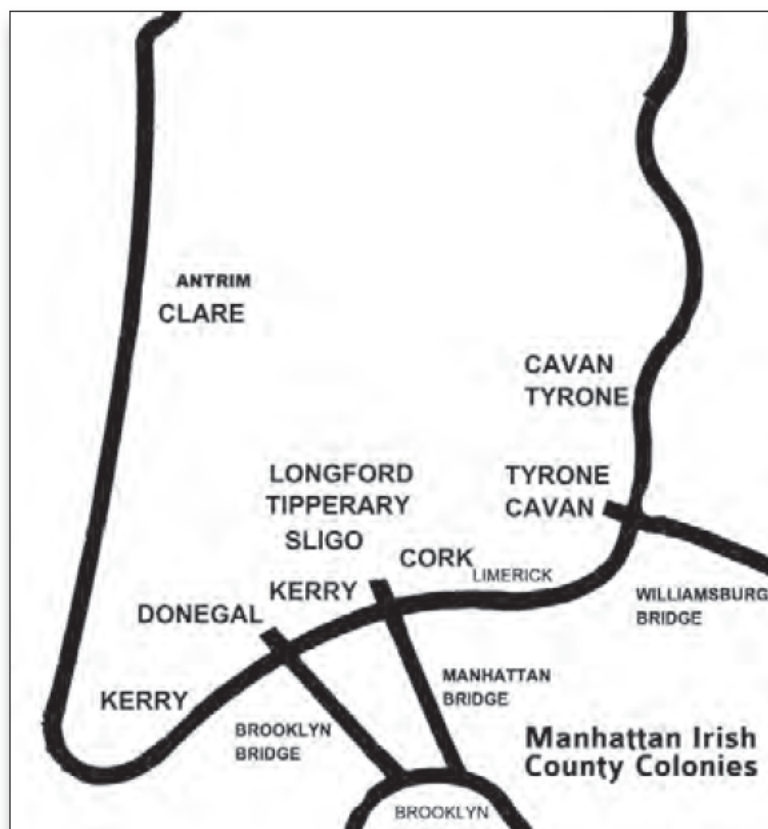 ANTRIM
CLARE
CAVAN
TYRONE
LONGFORD
TIPPERARY
SLIGO
TYRONE
CAVAN
CORK
LIMERICK
KERRY
DONEGAL
KERRY
WILLIAMSBURG
BRIDGE
MANHATTAN
BRIDGE
BROOKLYN
BRIDGE
Manhattan Irish
County Colonies
BROOKLYN